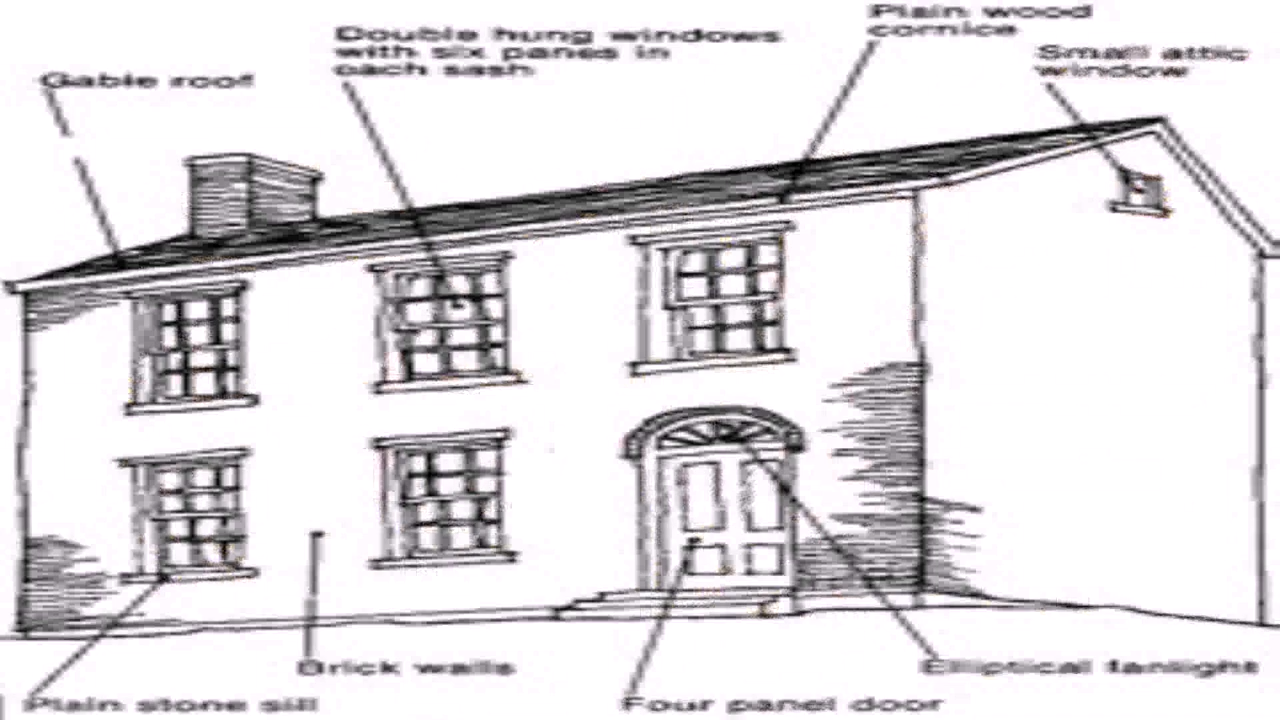 Plain wood
cornice
Double hung windows
with six panes in
each sash
Small attic
window
Gable roof
Brick walls
Elliptical fanlight
Plain stone sill
Four panel door